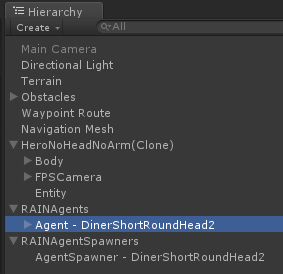 Hierarchy
Create All
Main Camera
Directional Light
Terrain
Obstacles
Waypoint Route
Navigation Mesh
HeroNoHeadNoArm(Clone)
Body
FPSCamera
Entity
RAINAgents
Agent - DinerShortRoundHead2
RAINAgentSpawners
AgentSpawner - DinerShortRoundHead2